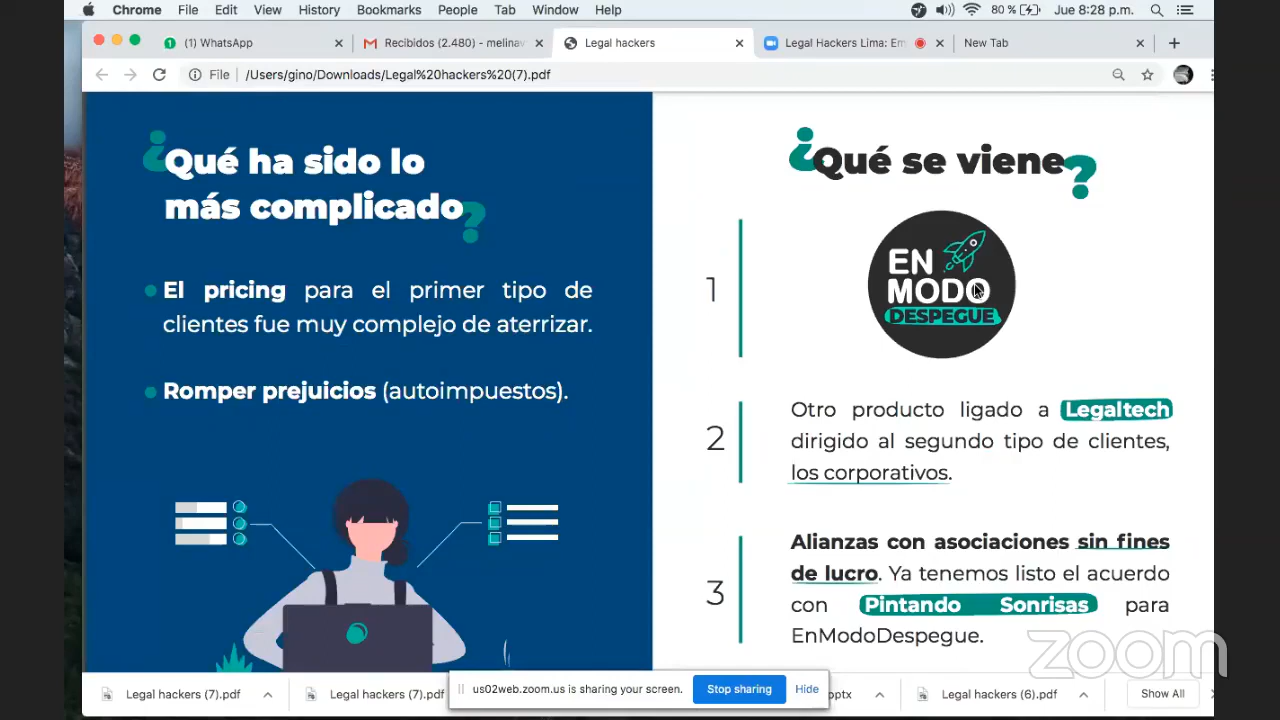 Chrome File Edit View History Bookmarks People Tab Window Help 80 % Jue 8:28 p.m.
(1) WhatsApp Recibidos (2.480) - melinav Legal hackers Legal Hackers Lima: Em New Tab
File /Users/gino/Downloads/Legal%20hackers%20(7).pdf
¿Qué ha sido lo
más complicado?
El pricing para el primer tipo de
clientes fue muy complejo de aterrizar.
Romper prejuicios (autoimpuestos).
¿Qué se viene?
1
EN
MODO
DESPEGUE
2
Otro producto ligado a Legaltech
dirigido al segundo tipo de clientes,
los corporativos.
3
Alianzas con asociaciones sin fines
de lucro. Ya tenemos listo el acuerdo
con Pintando Sonrisas para
EnModoDespegue.
zoom
Legal hackers (7).pdf Legal hackers (7).pdf us02web.zoom.us is sharing your screen. Stop sharing Hide ptx Legal hackers (6).pdf Show All